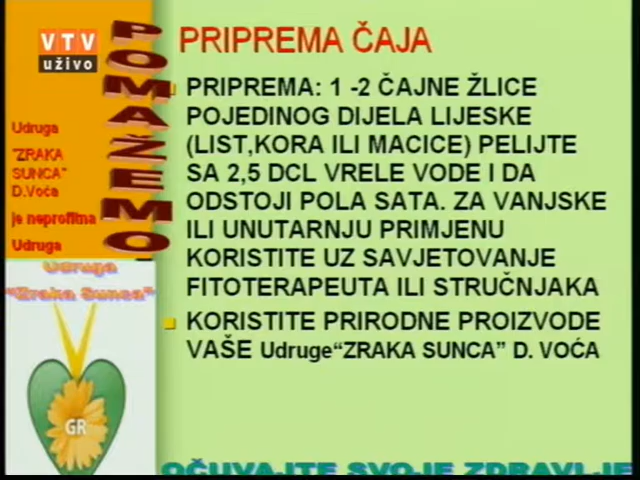 VTV
uživo
POMAŽEMO
Udruga
"ZRAKA
SUNCA"
D.Voća
je neprofitna
Udruga
Udruga
"Zraka Sunca"
GR
PRIPREMA ČAJA
PRIPREMA: 1 -2 ČAJNE ŽLICE
POJEDINOG DIJELA LIJESKE
(LIST,KORA ILI MACICE) PELIJTE
SA 2,5 DCL VRELE VODE I DA
ODSTOJI POLA SATA. ZA VANJSKE
ILI UNUTARNJU PRIMJENU
KORISTITE UZ SAVJETOVANJE
FITOTERAPEUTA ILI STRUČNJAKA
KORISTITE PRIRODNE PROIZVODE
VAŠE Udruge“ZRAKA SUNCA” D. VOĆA
OČUVAJTE SVOJE ZDRAVLJE